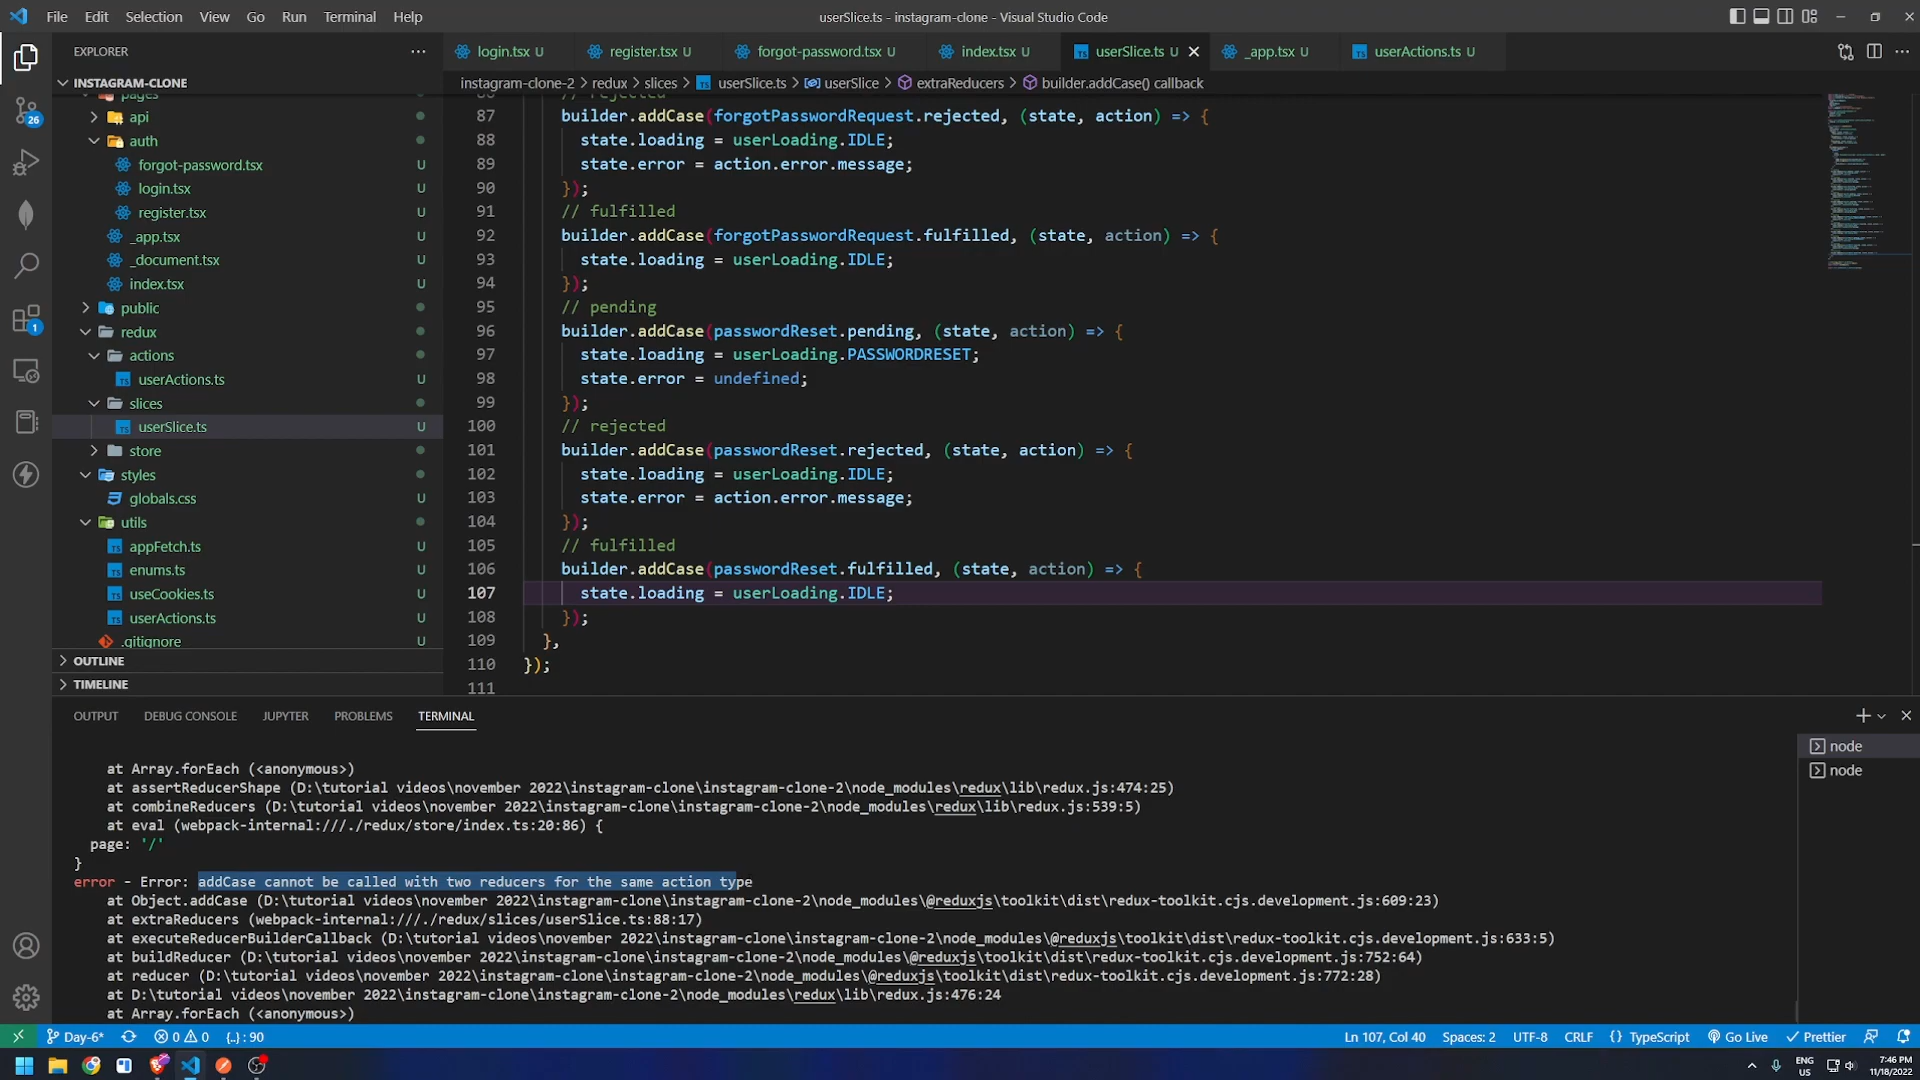 File Edit Selection View Go Run Terminal Help
userSlice.ts - instagram-clone - Visual Studio Code
EXPLORER
login.tsx U
register.tsx U
forgot-password.tsx U
index.tsx U
userSlice.ts U
_app.tsx U
userActions.ts U
INSTAGRAM-CLONE
instagram-clone-2 > redux > slices > userSlice.ts > userSlice > extraReducers > builder.addCase() callback
pages
api
auth
forgot-password.tsx U
login.tsx U
register.tsx U
_app.tsx U
_document.tsx U
index.tsx U
public
redux
actions
userActions.ts U
slices
userSlice.ts U
store
styles
globals.css U
utils
appFetch.ts U
enums.ts U
useCookies.ts U
userActions.ts U
.gitignore U
OUTLINE
TIMELINE
26
1
// rejected
87 builder.addCase(forgotPasswordRequest.rejected, (state, action) => {
88 state.loading = userLoading.IDLE;
89 state.error = action.error.message;
90 });
91 // fulfilled
92 builder.addCase(forgotPasswordRequest.fulfilled, (state, action) => {
93 state.loading = userLoading.IDLE;
94 });
95 // pending
96 builder.addCase(passwordReset.pending, (state, action) => {
97 state.loading = userLoading.PASSWORDRESET;
98 state.error = undefined;
99 });
100 // rejected
101 builder.addCase(passwordReset.rejected, (state, action) => {
102 state.loading = userLoading.IDLE;
103 state.error = action.error.message;
104 });
105 // fulfilled
106 builder.addCase(passwordReset.fulfilled, (state, action) => {
107 state.loading = userLoading.IDLE;
108 });
109 },
110 });
111
OUTPUT DEBUG CONSOLE JUPYTER PROBLEMS TERMINAL
node
node
at Array.forEach (<anonymous>)
at assertReducerShape (D:\tutorial videos\november 2022\instagram-clone\instagram-clone-2\node_modules\redux\lib\redux.js:474:25)
at combineReducers (D:\tutorial videos\november 2022\instagram-clone\instagram-clone-2\node_modules\redux\lib\redux.js:539:5)
at eval (webpack-internal:///./redux/store/index.ts:20:86) {
page: '/'
}
error - Error: addCase cannot be called with two reducers for the same action type
at Object.addCase (D:\tutorial videos\november 2022\instagram-clone\instagram-clone-2\node_modules\@reduxjs\toolkit\dist\redux-toolkit.cjs.development.js:609:23)
at extraReducers (webpack-internal:///./redux/slices/userSlice.ts:88:17)
at executeReducerBuilderCallback (D:\tutorial videos\november 2022\instagram-clone\instagram-clone-2\node_modules\@reduxjs\toolkit\dist\redux-toolkit.cjs.development.js:633:5)
at buildReducer (D:\tutorial videos\november 2022\instagram-clone\instagram-clone-2\node_modules\@reduxjs\toolkit\dist\redux-toolkit.cjs.development.js:752:64)
at reducer (D:\tutorial videos\november 2022\instagram-clone\instagram-clone-2\node_modules\@reduxjs\toolkit\dist\redux-toolkit.cjs.development.js:772:28)
at D:\tutorial videos\november 2022\instagram-clone\instagram-clone-2\node_modules\redux\lib\redux.js:476:24
at Array.forEach (<anonymous>)
Day-6* 0 0 {..} : 90
Ln 107, Col 40 Spaces: 2 UTF-8 CRLF {} TypeScript Go Live Prettier
ENG
US
7:46 PM
11/18/2022